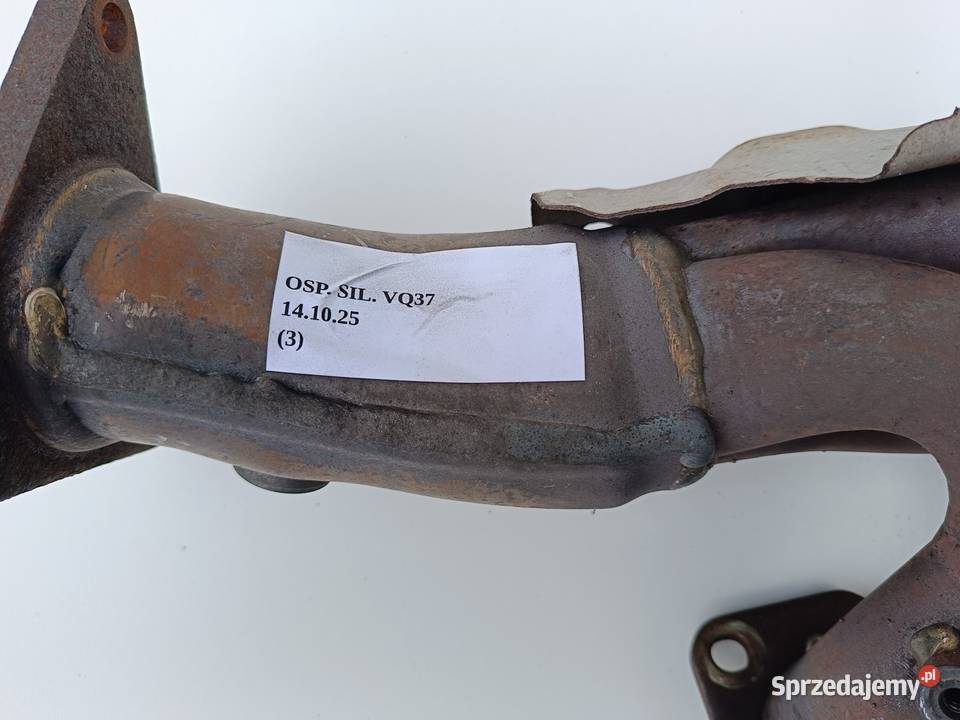 OSP. SIL. VQ37
14.10.25
(3)
Sprzedajemy.pl